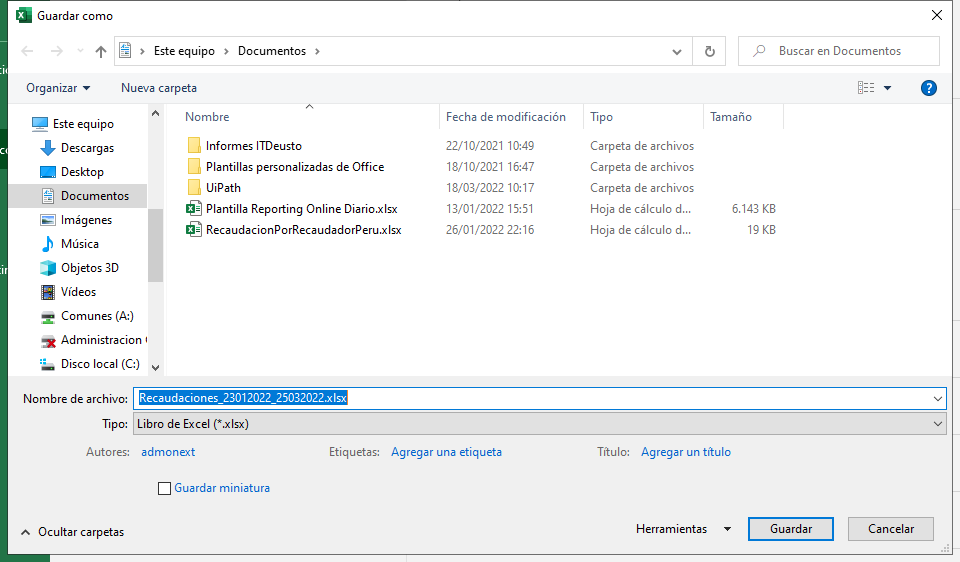 Guardar como
Este equipo > Documentos >
Buscar en Documentos
Organizar
Nueva carpeta
Nombre
Fecha de modificación
Tipo
Tamaño
Este equipo
Descargas
Desktop
Documentos
Imágenes
Música
Objetos 3D
Vídeos
Comunes (A:)
Administracion
Disco local (C:)
Informes ITDeusto 22/10/2021 10:49 Carpeta de archivos
Plantillas personalizadas de Office 18/10/2021 16:47 Carpeta de archivos
UiPath 18/03/2022 10:17 Carpeta de archivos
Plantilla Reporting Online Diario.xlsx 13/01/2022 15:51 Hoja de cálculo d... 6.143 KB
RecaudacionPorRecaudadorPeru.xlsx 26/01/2022 22:16 Hoja de cálculo d... 19 KB
Nombre de archivo: Recaudaciones_23012022_25032022.xlsx
Tipo: Libro de Excel (*.xlsx)
Autores: admonext
Etiquetas: Agregar una etiqueta
Título: Agregar un título
Guardar miniatura
Ocultar carpetas
Herramientas
Guardar
Cancelar